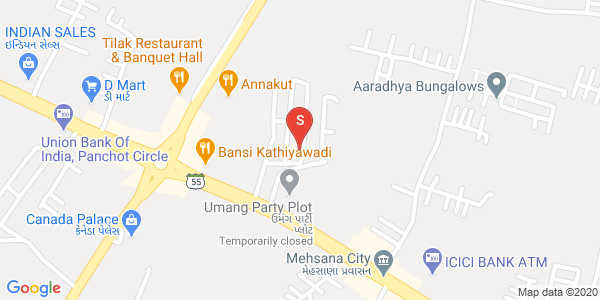 INDIAN SALES
ઇન્ડિયન સેલ્સ
Tilak Restaurant
& Banquet Hall
D Mart
ડી માર્ટ
Annakut
Aaradhya Bungalows
S
Union Bank Of
India, Panchot Circle
Bansi Kathiyawadi
55
Umang Party Plot
ઉમંગ પાર્ટી
પ્લોટ
Temporarily closed
Canada Palace
કેનેડા પેલેસ
Mehsana City
મેહસાણા પ્રવાસન
ICICI BANK ATM
Google
Map data ©2020